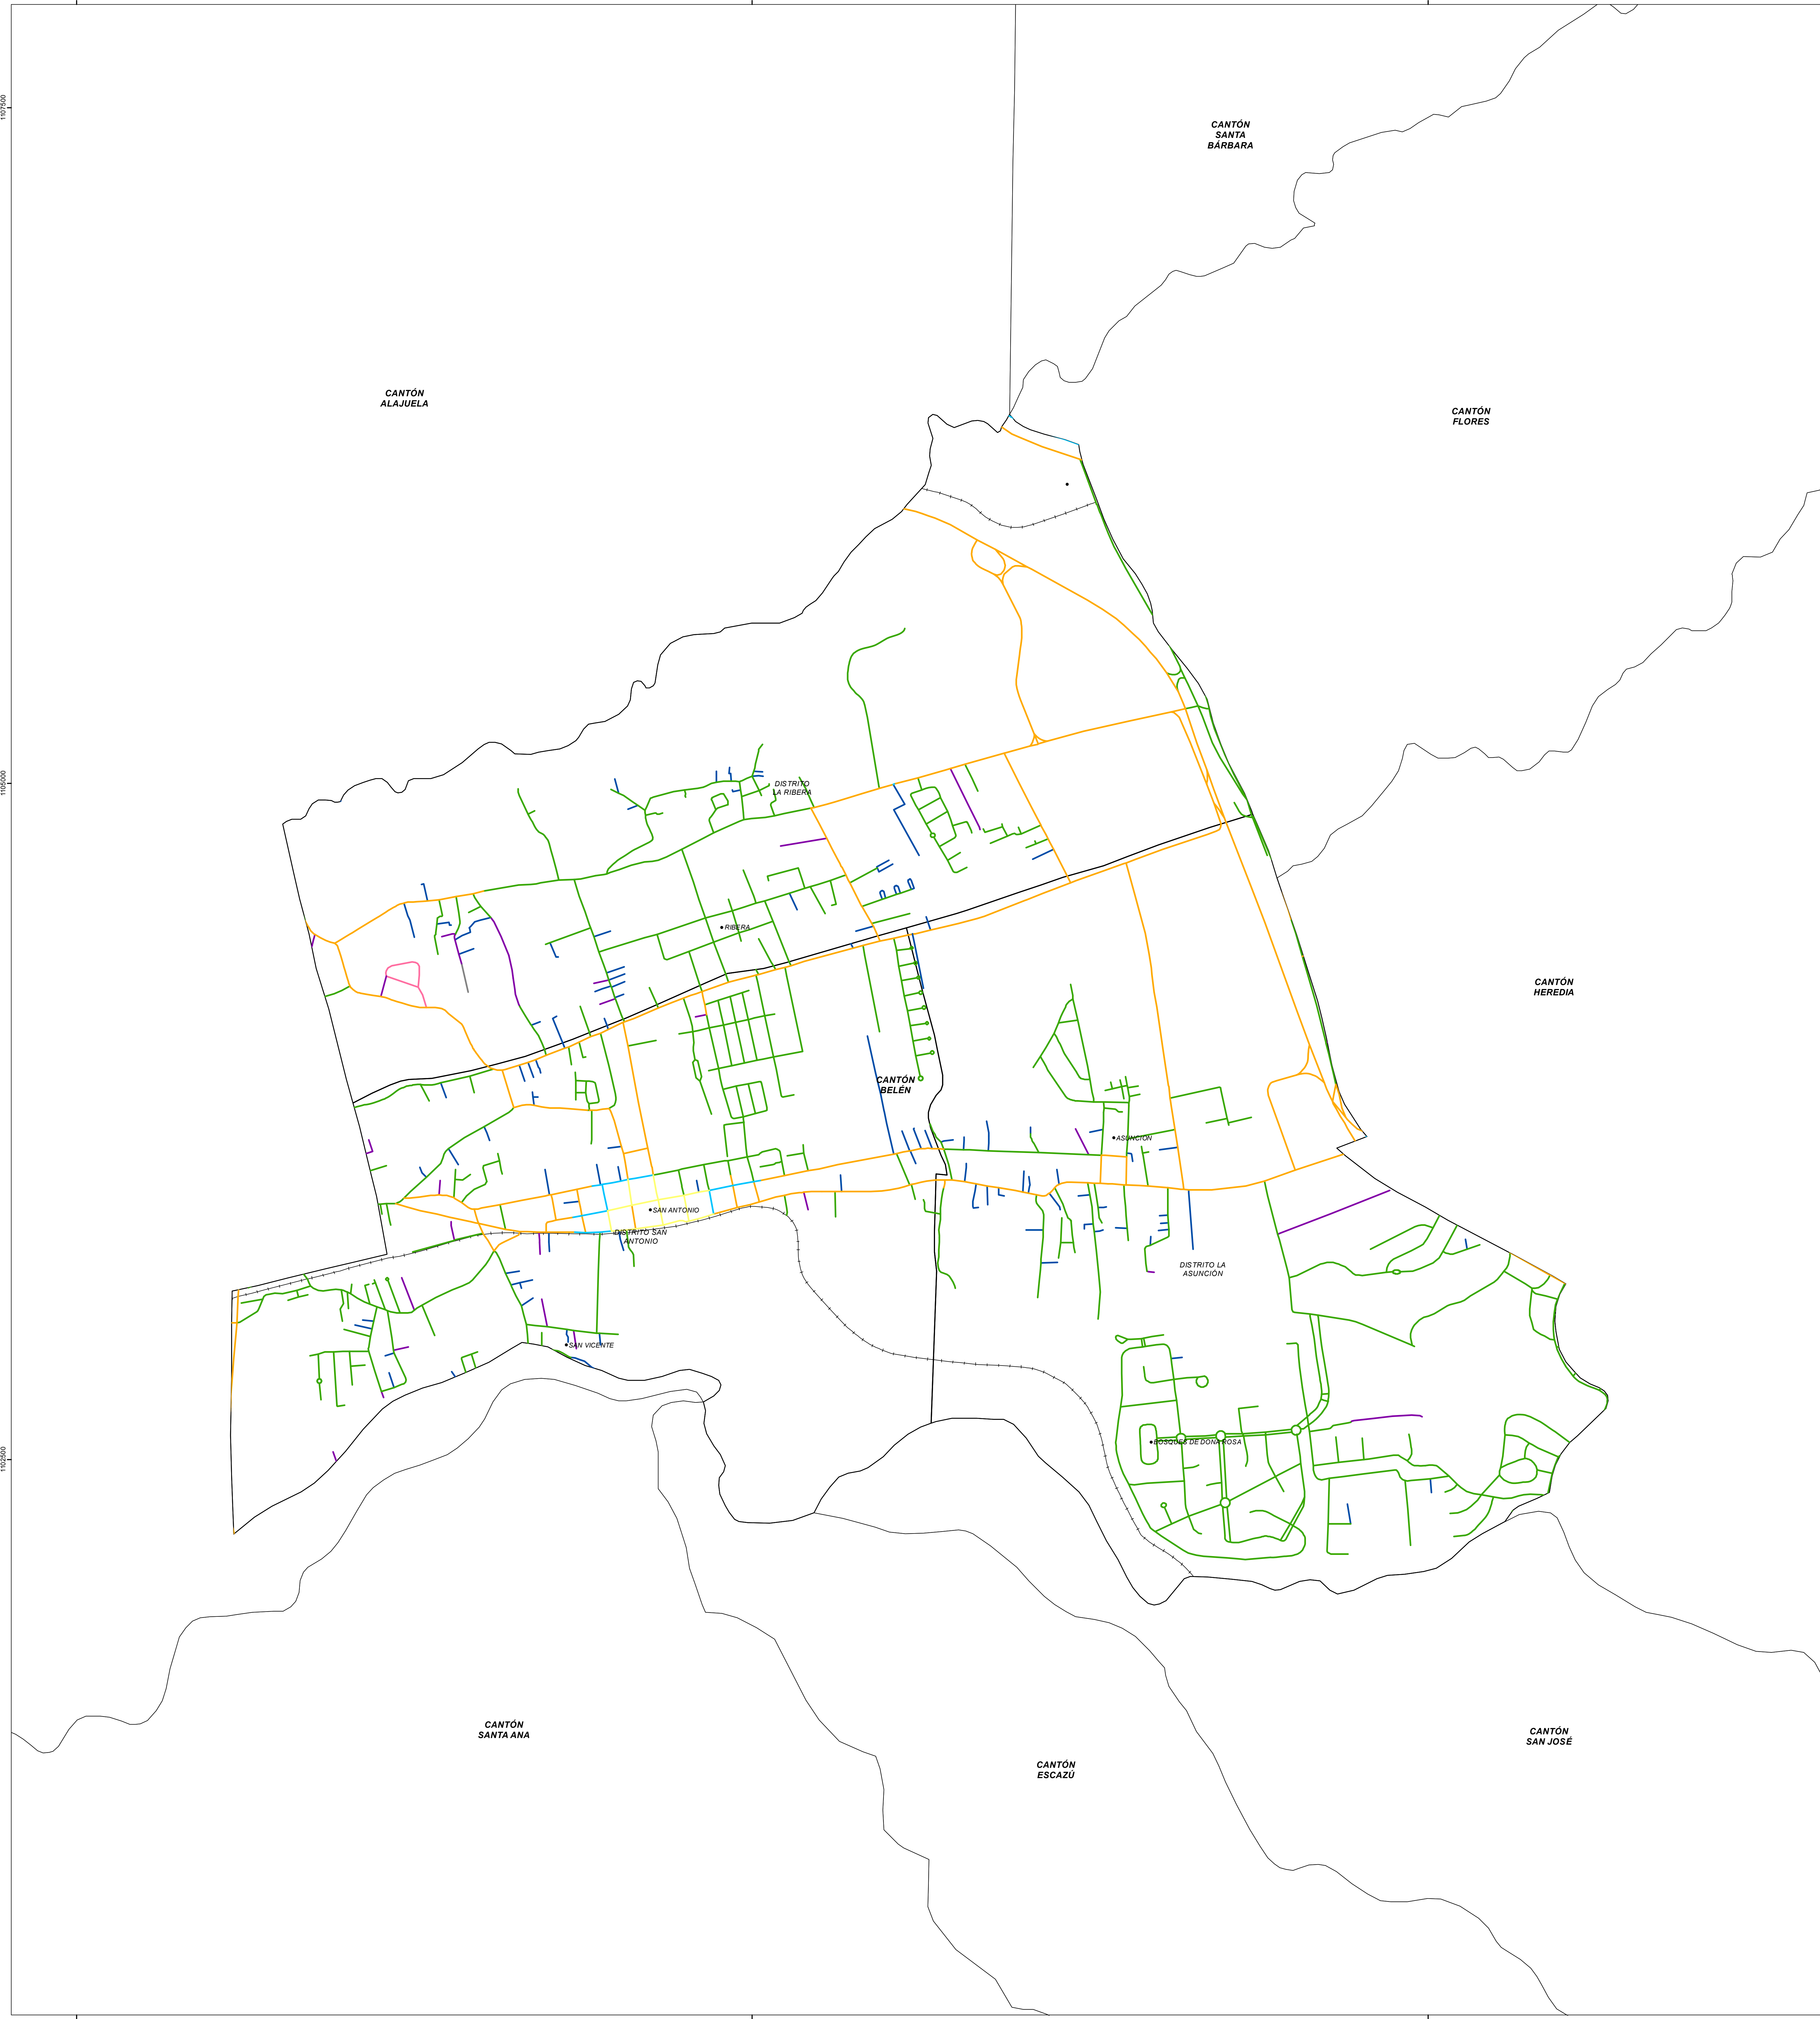 1107500
CANTÓN
SANTA
BÁRBARA
CANTÓN
ALAJUELA
CANTÓN
FLORES
1105000
DISTRITO
LA RIBERA
RIBERA
CANTÓN
HEREDIA
CANTÓN
BELÉN
ASUNCIÓN
SAN ANTONIO
DISTRITO SAN
ANTONIO
DISTRITO LA
ASUNCIÓN
SAN VICENTE
BOSQUES DE DOÑA ROSA
1102500
CANTÓN
SANTA ANA
CANTÓN
SAN JOSÉ
CANTÓN
ESCAZÚ